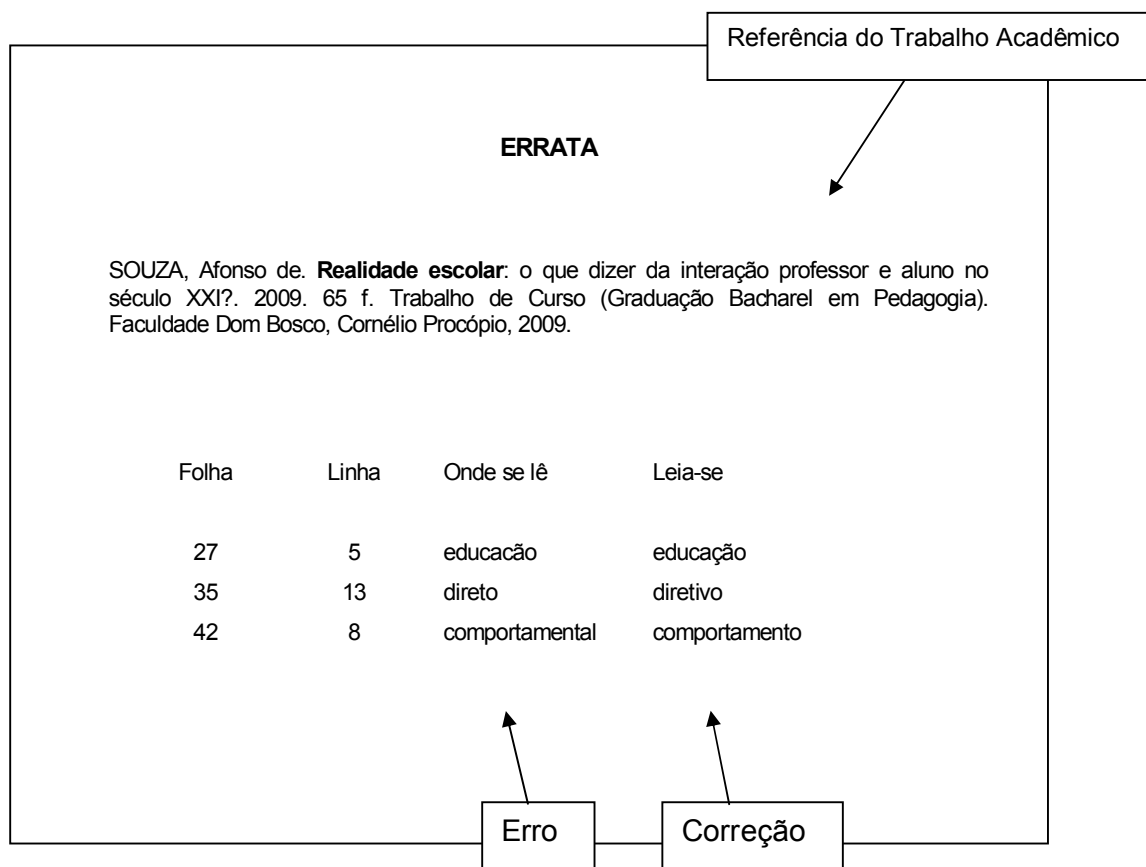 Referência do Trabalho Acadêmico
ERRATA
SOUZA, Afonso de. Realidade escolar: o que dizer da interação professor e aluno no
século XXI?. 2009. 65 f. Trabalho de Curso (Graduação Bacharel em Pedagogia).
Faculdade Dom Bosco, Cornélio Procópio, 2009.
Folha Linha Onde se lê Leia-se
27 5 educacão educação
35 13 direto diretivo
42 8 comportamental comportamento
Erro Correção